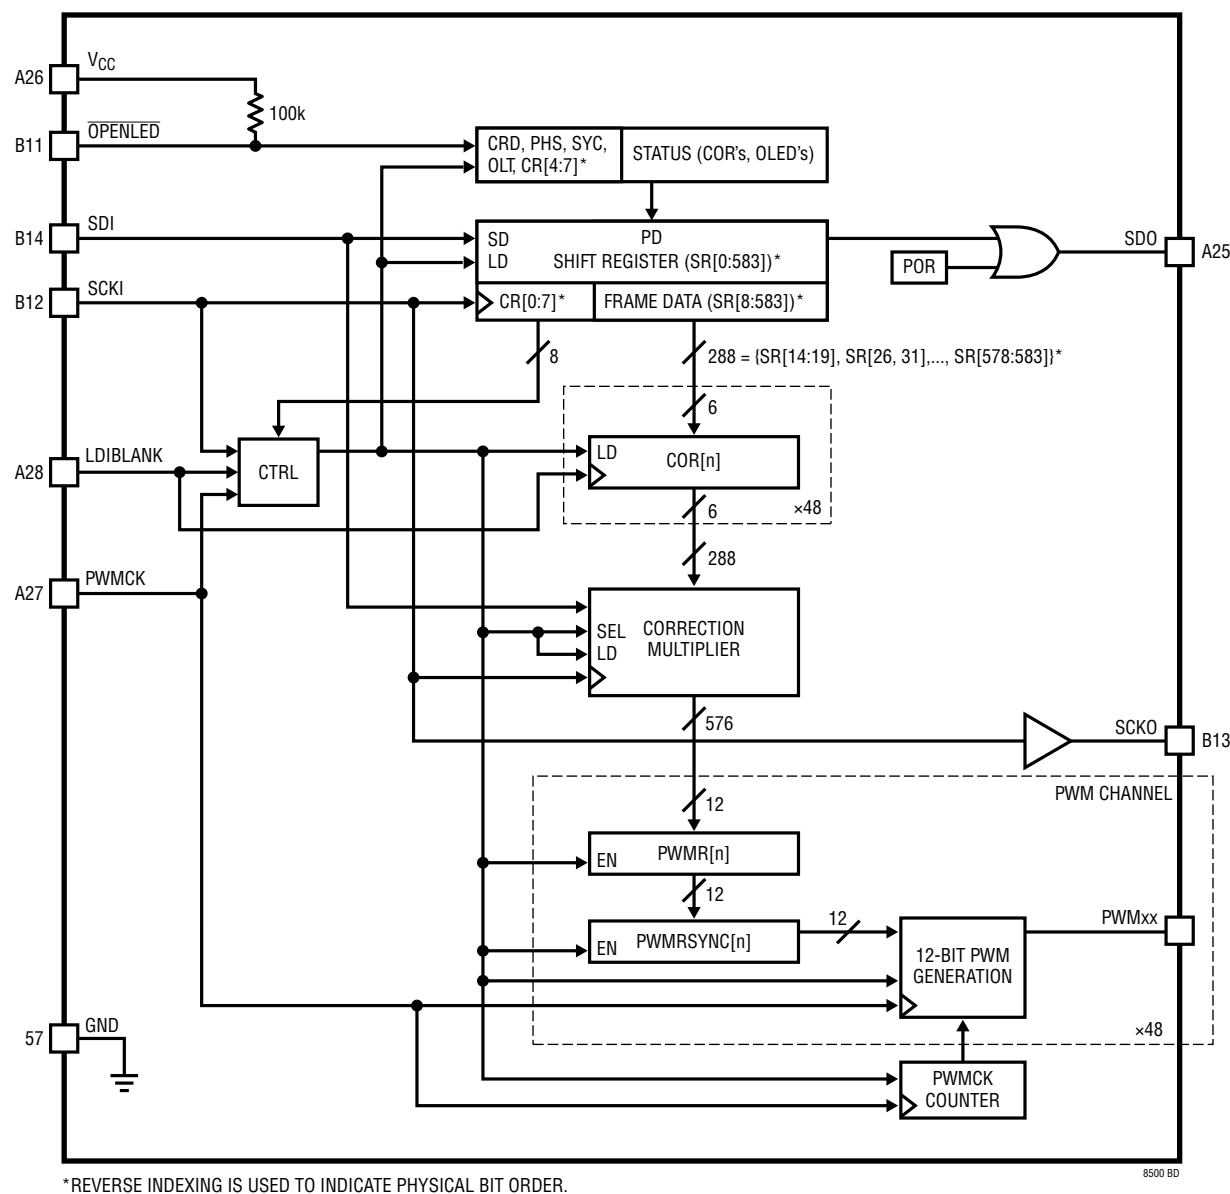 VCC
A26
100k
OPENLED
B11
CRD, PHS, SYC,
OLT, CR[4:7]*
STATUS (COR's, OLED's)
SDI
B14
SD
LD
PD
SHIFT REGISTER (SR[0:583])*
POR
SDO
A25
SCKI
B12
CR[0:7]*
FRAME DATA (SR[8:583])*
8
288 = {SR[14:19], SR[26, 31],..., SR[578:583]}*
6
LDIBLANK
A28
CTRL
LD
COR[n]
×48
6
288
PWMCK
A27
SEL
LD
CORRECTION
MULTIPLIER
576
SCKO
B13
PWM CHANNEL
12
EN
PWMR[n]
12
EN
PWMRSYNC[n]
12
12-BIT PWM
GENERATION
PWMxx
×48
GND
57
PWMCK
COUNTER
8500 BD
*REVERSE INDEXING IS USED TO INDICATE PHYSICAL BIT ORDER.